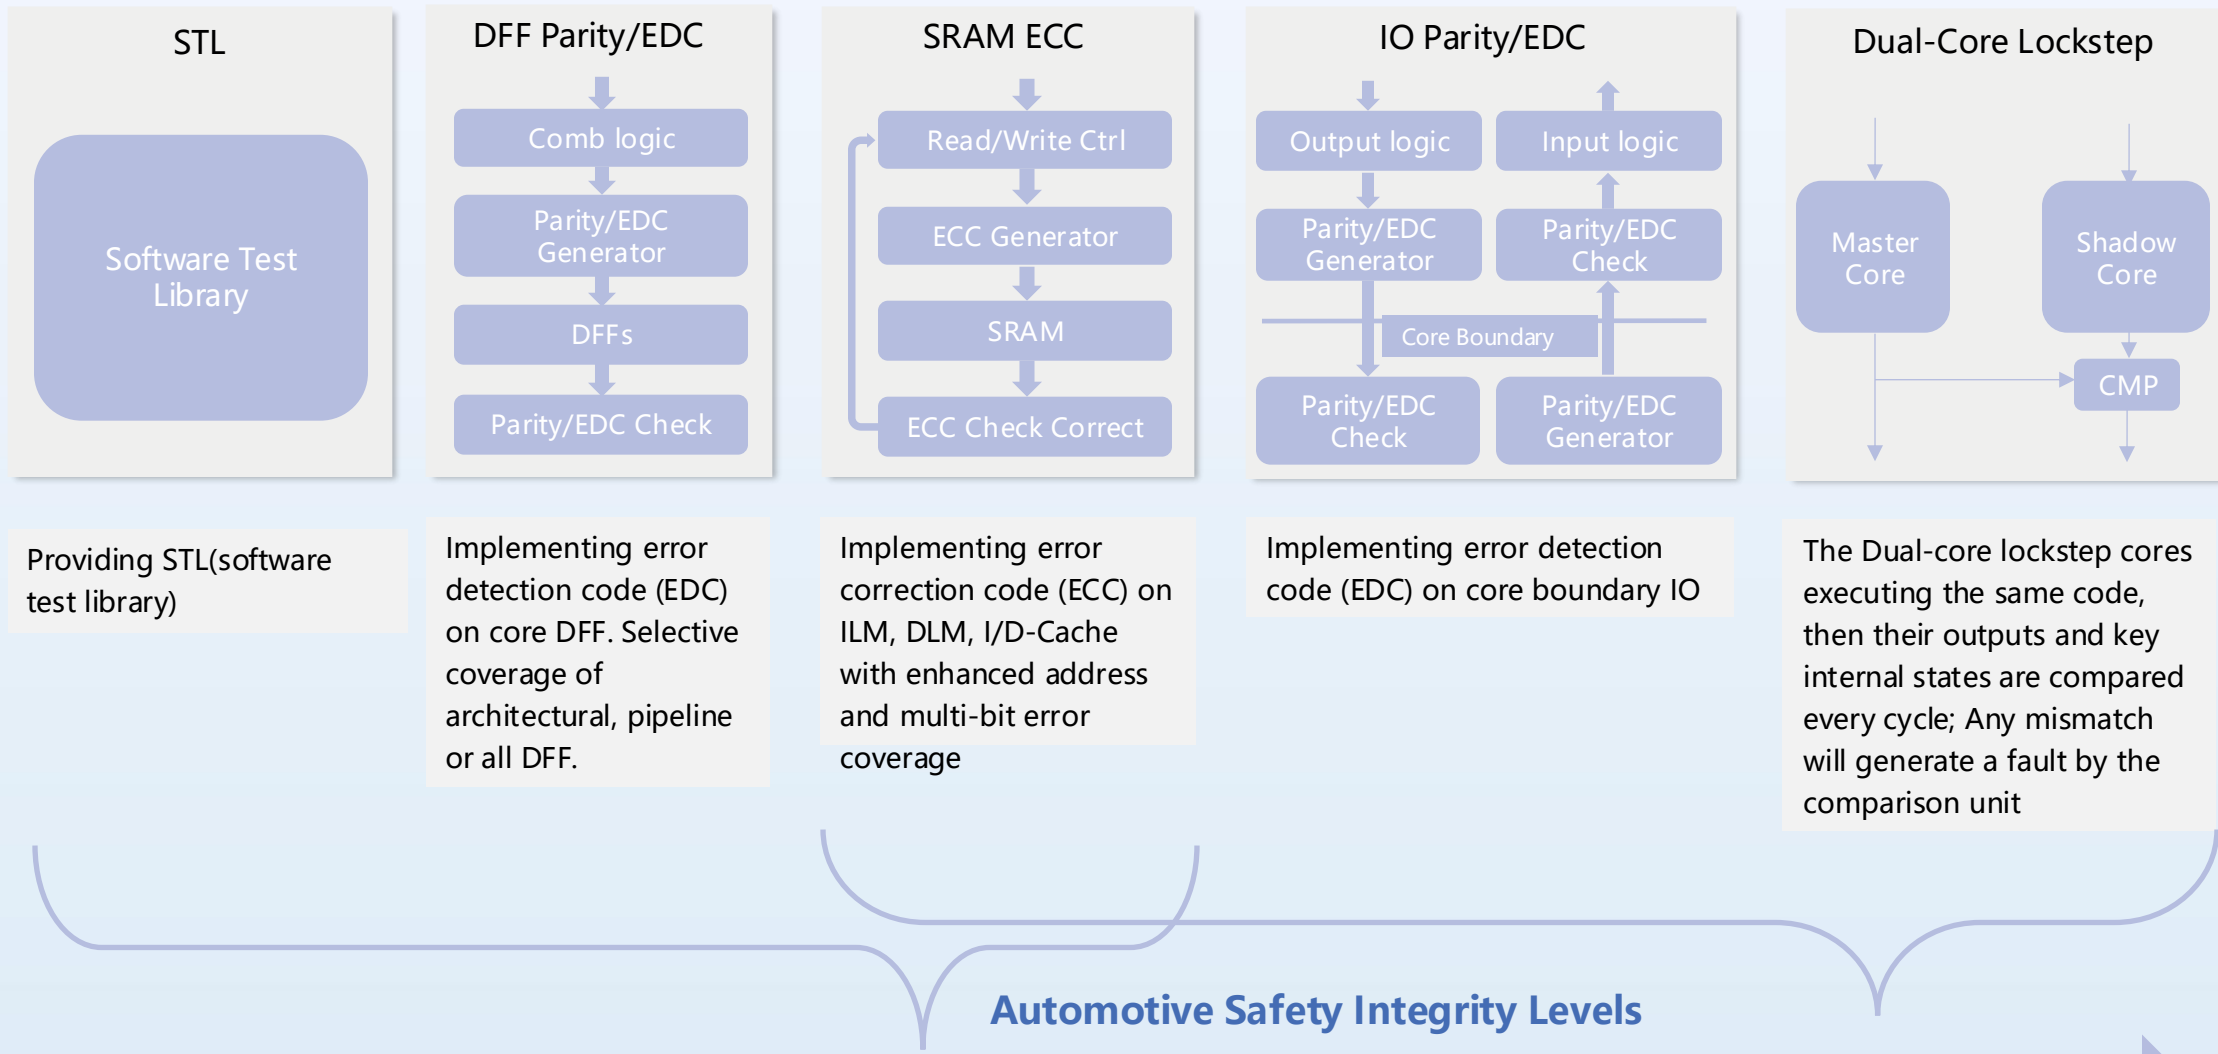 STL
Software Test
Library
Providing STL(software
test library)
DFF Parity/EDC
Comb logic
Parity/EDC
Generator
DFFs
Parity/EDC Check
Implementing error
detection code (EDC)
on core DFF. Selective
coverage of
architectural, pipeline
or all DFF.
SRAM ECC
Read/Write Ctrl
ECC Generator
SRAM
ECC Check Correct
Implementing error
correction code (ECC) on
ILM, DLM, I/D-Cache
with enhanced address
and multi-bit error
coverage
IO Parity/EDC
Output logic
Parity/EDC
Generator
Input logic
Parity/EDC
Check
Core Boundary
Parity/EDC
Check
Parity/EDC
Generator
Implementing error detection
code (EDC) on core boundary IO
Dual-Core Lockstep
Master
Core
Shadow
Core
CMP
The Dual-core lockstep cores
executing the same code,
then their outputs and key
internal states are compared
every cycle; Any mismatch
will generate a fault by the
comparison unit
Automotive Safety Integrity Levels